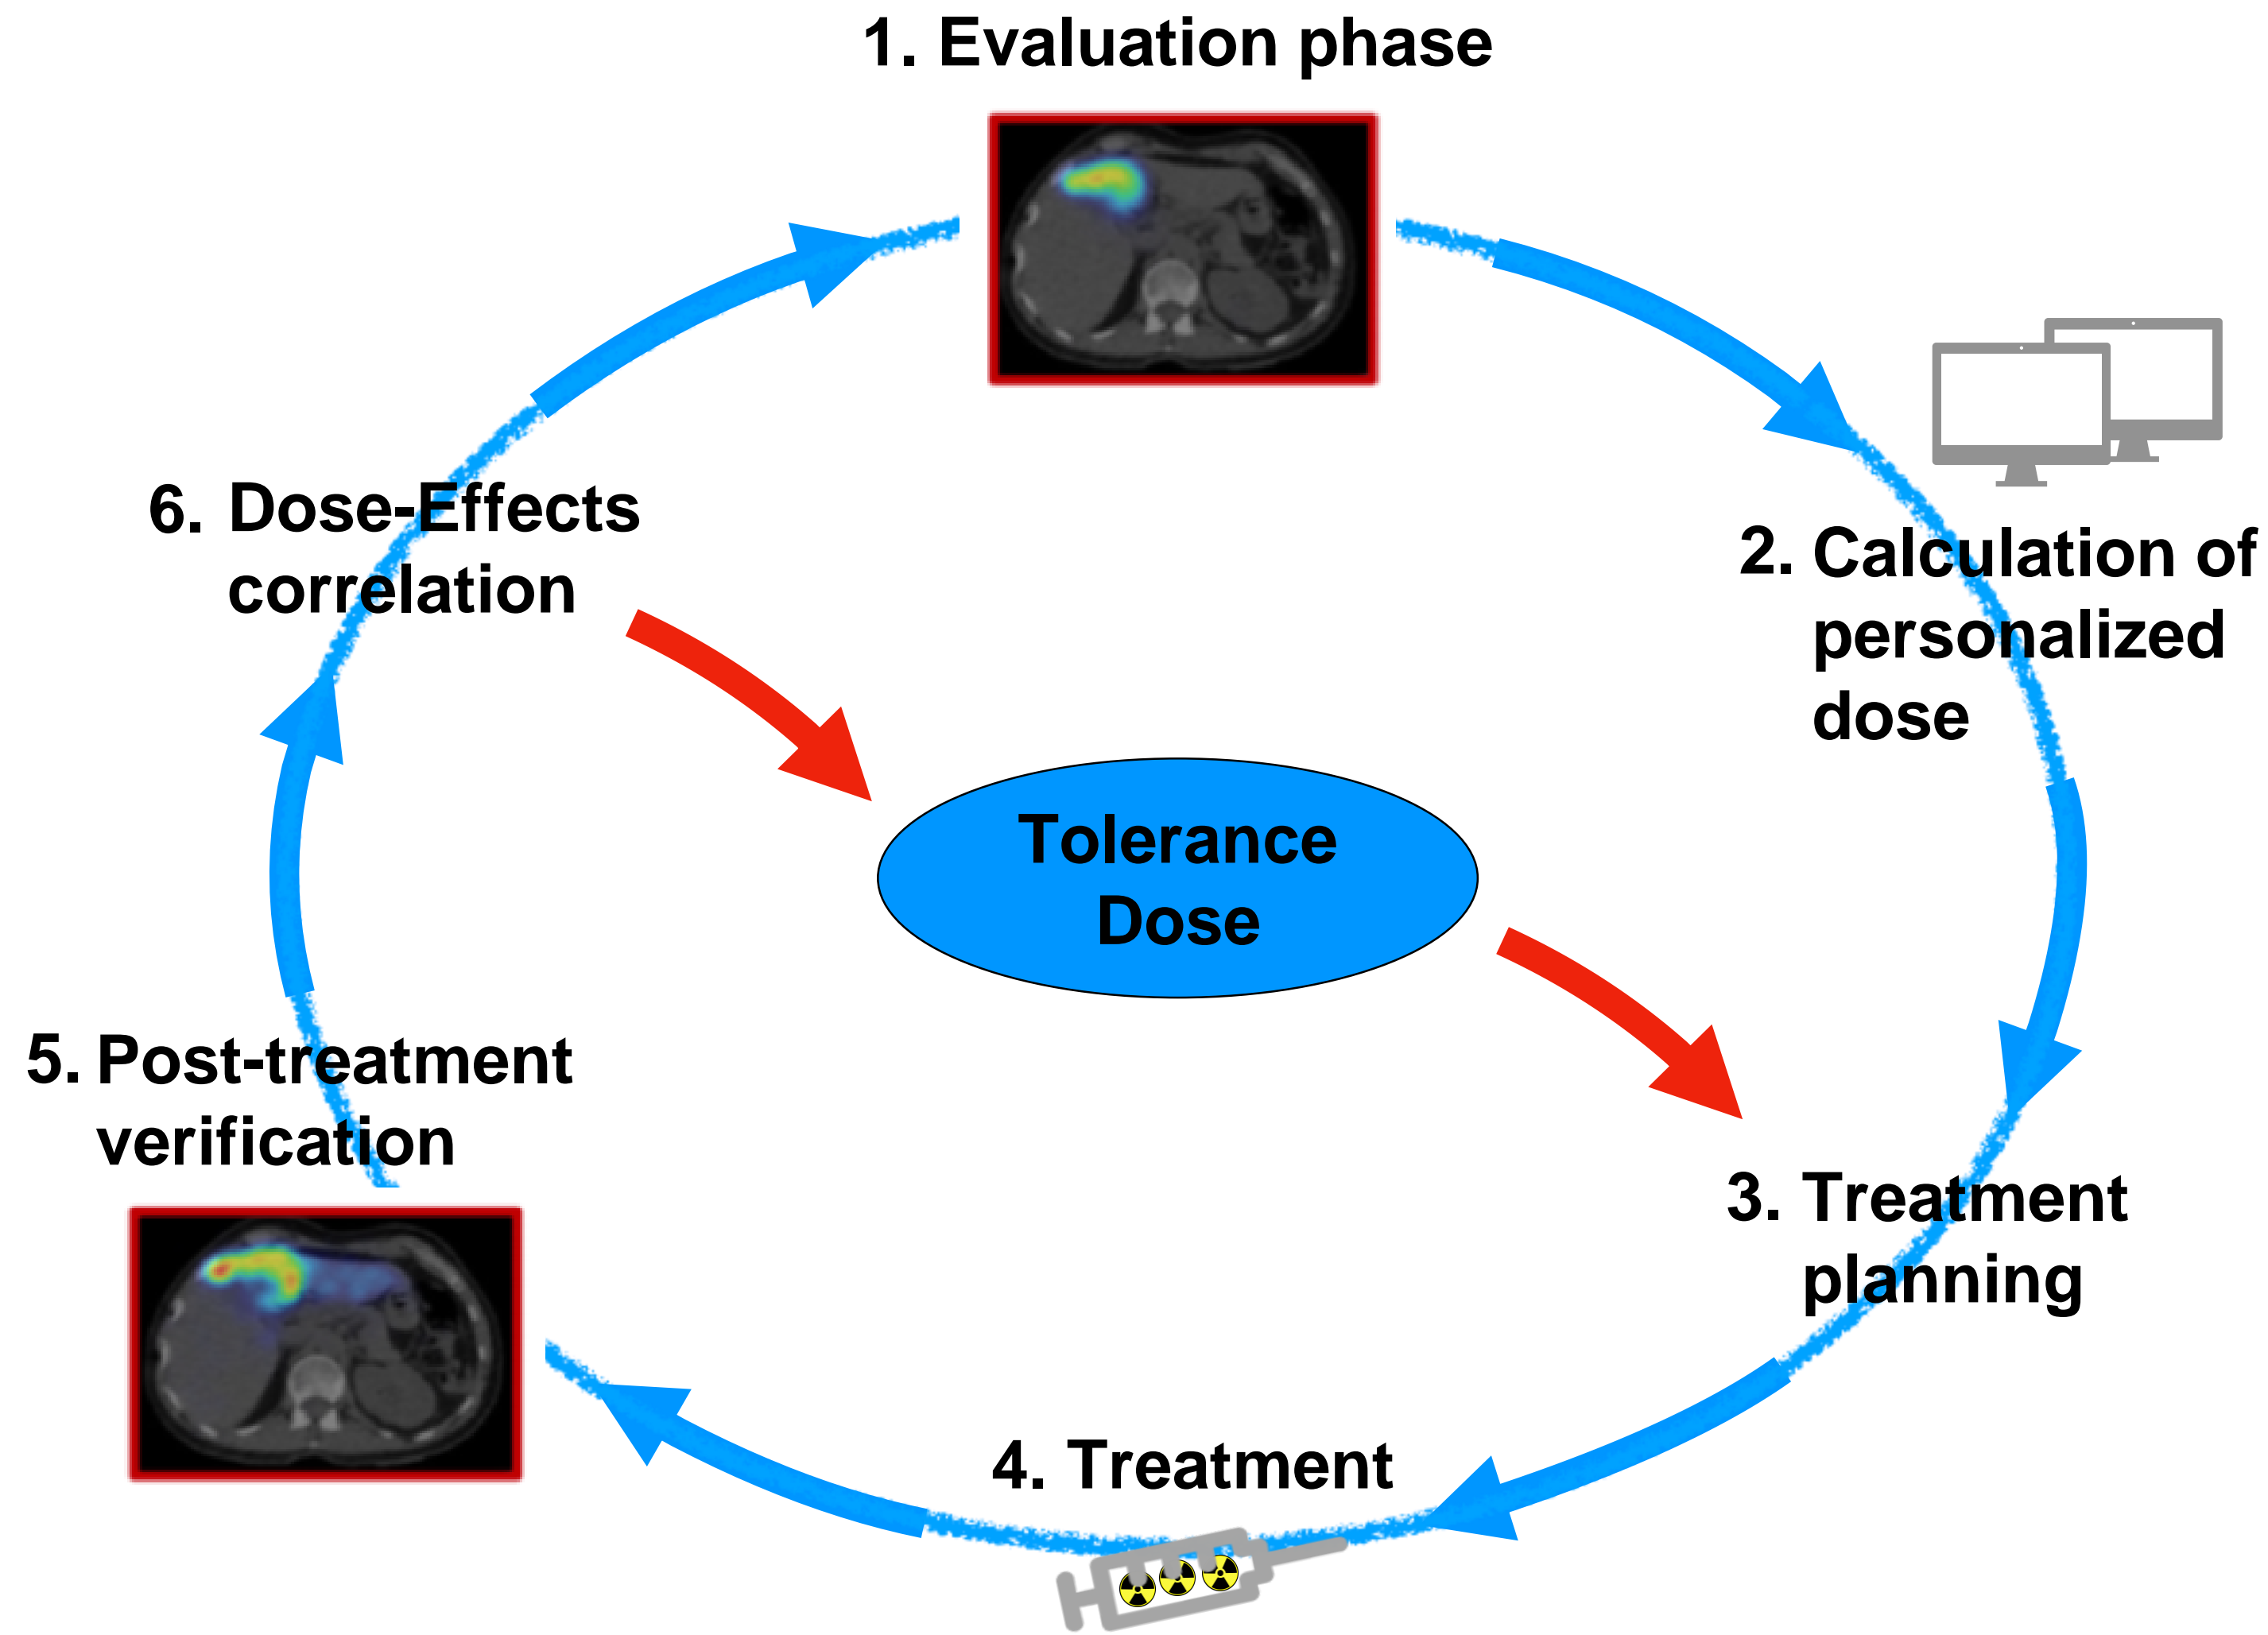 1. Evaluation phase
2. Calculation of
personalized
dose
3. Treatment
planning
4. Treatment
5. Post-treatment
verification
6. Dose-Effects
correlation
Tolerance
Dose